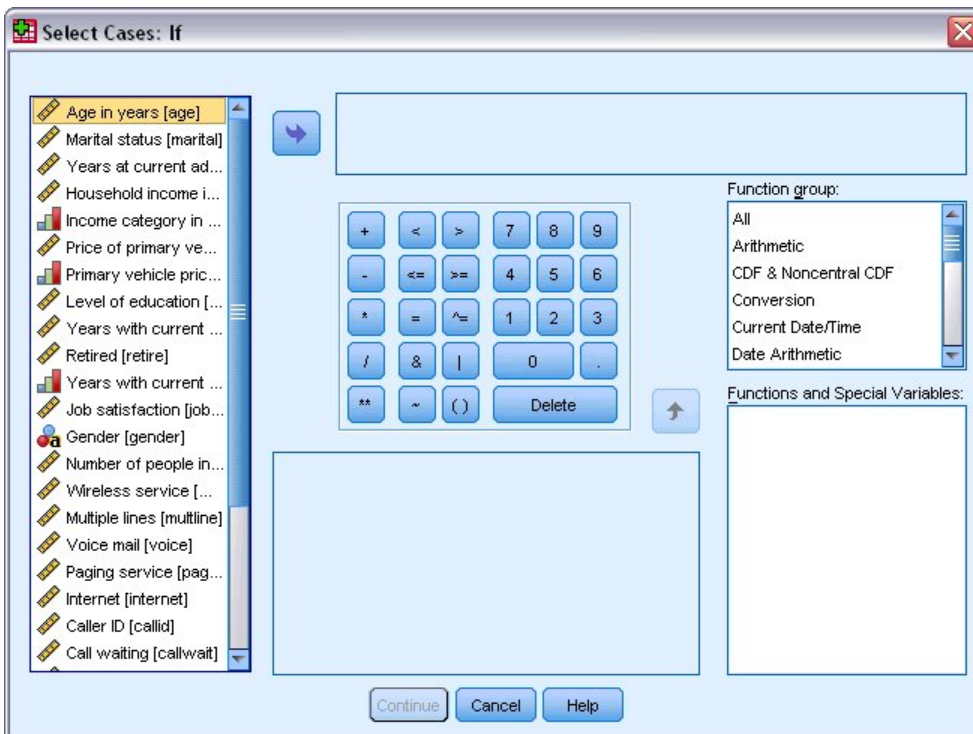 Select Cases: If
Age in years [age]
Marital status [marital]
Years at current ad...
Household income i...
Income category in ...
Price of primary ve...
Primary vehicle pric...
Level of education [...
Years with current ...
Retired [retire]
Years with current ...
Job satisfaction [job...
Gender [gender]
Number of people in...
Wireless service [...
Multiple lines [multline]
Voice mail [voice]
Paging service [pag...
Internet [internet]
Caller ID [callid]
Call waiting [callwait]
+ < > 7 8 9
- <= >= 4 5 6
* = ^= 1 2 3
/ & | 0 .
** ~ ( ) Delete
Function group:
All
Arithmetic
CDF & Noncentral CDF
Conversion
Current Date/Time
Date Arithmetic
Functions and Special Variables:
Continue Cancel Help